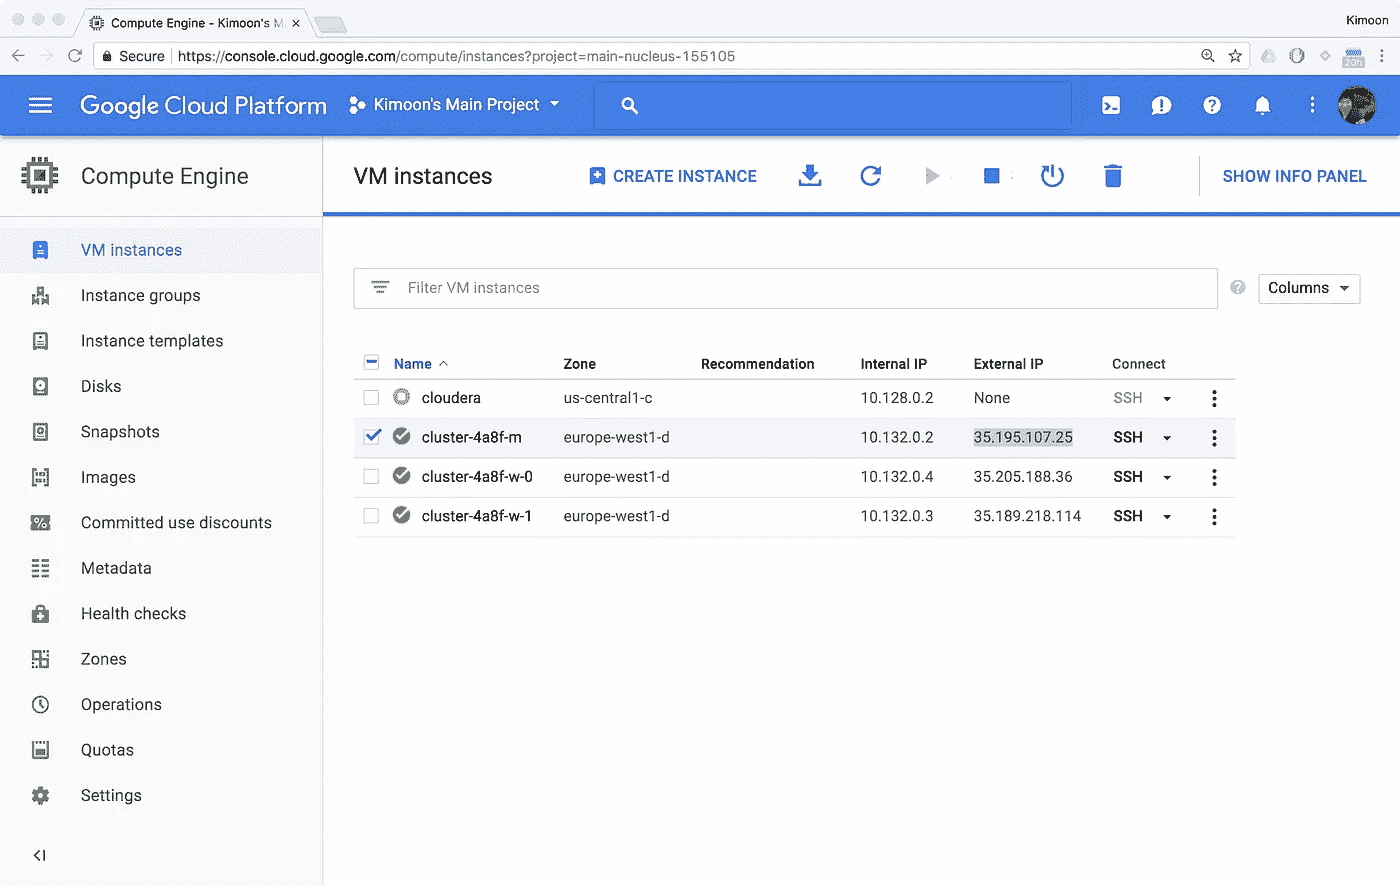 Compute Engine - Kimoon's M
Kimoon
Secure https://console.cloud.google.com/compute/instances?project=main-nucleus-155105
20h
Google Cloud Platform Kimoon's Main Project
Compute Engine
VM instances CREATE INSTANCE SHOW INFO PANEL
VM instances
Instance groups
Instance templates
Disks
Snapshots
Images
Committed use discounts
Metadata
Health checks
Zones
Operations
Quotas
Settings
Filter VM instances Columns
Name Zone Recommendation Internal IP External IP Connect
cloudera us-central1-c 10.128.0.2 None SSH
cluster-4a8f-m europe-west1-d 10.132.0.2 35.195.107.25 SSH
cluster-4a8f-w-0 europe-west1-d 10.132.0.4 35.205.188.36 SSH
cluster-4a8f-w-1 europe-west1-d 10.132.0.3 35.189.218.114 SSH